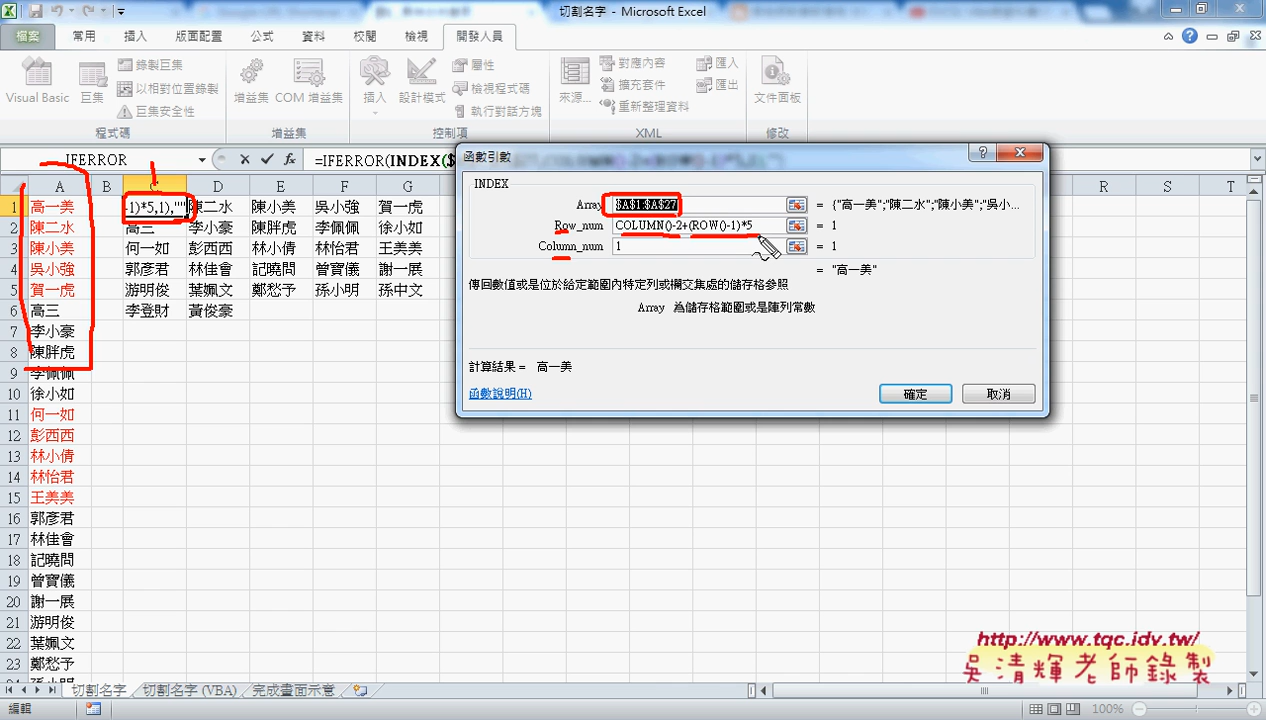 切割名字 - Microsoft Excel
檔案 常用 插入 版面配置 公式 資料 校閱 檢視 開發人員
Visual Basic 巨集 錄製巨集 以相對位置錄製 巨集安全性 程式碼
增益集 COM 增益集 增益集
插入 設計模式 屬性 檢視程式碼 執行對話方塊 控制項
來源... 對應內容 擴充套件 重新整理資料 匯入 匯出 XML
文件面板 修改
IFERROR fx =IFERROR(INDEX($
A B C D E F G R S T
1 高一美 1)*5,1),"" 陳二水 陳小美 吳小強 賀一虎
2 陳二水 高三 李小豪 陳胖虎 李佩佩 徐小如
3 陳小美 何一如 彭西西 林小倩 林怡君 王美美
4 吳小強 郭彥君 林佳會 記曉問 曾寶儀 謝一展
5 賀一虎 游明俊 葉姵文 鄭愁予 孫小明 孫中文
6 高三 李登財 黃俊豪
7 李小豪
8 陳胖虎
9 李佩佩
10 徐小如
11 何一如
12 彭西西
13 林小倩
14 林怡君
15 王美美
16 郭彥君
17 林佳會
18 記曉問
19 曾寶儀
20 謝一展
21 游明俊
22 葉姵文
23 鄭愁予
函數引數
INDEX
Array $A$1:$A$27 = {"高一美";"陳二水";"陳小美";"吳小...
Row_num COLUMN()-2+(ROW()-1)*5 = 1
Column_num 1 = 1
= "高一美"
傳回數值或是位於給定範圍內特定列或欄交集處的儲存格參照
Array 為儲存格範圍或是陣列常數
計算結果 = 高一美
函數說明(H)
確定 取消
http://www.tqc.idv.tw/
吳清輝老師錄製
切割名字 切割名字 (VBA) 完成畫面示意
編輯 100%